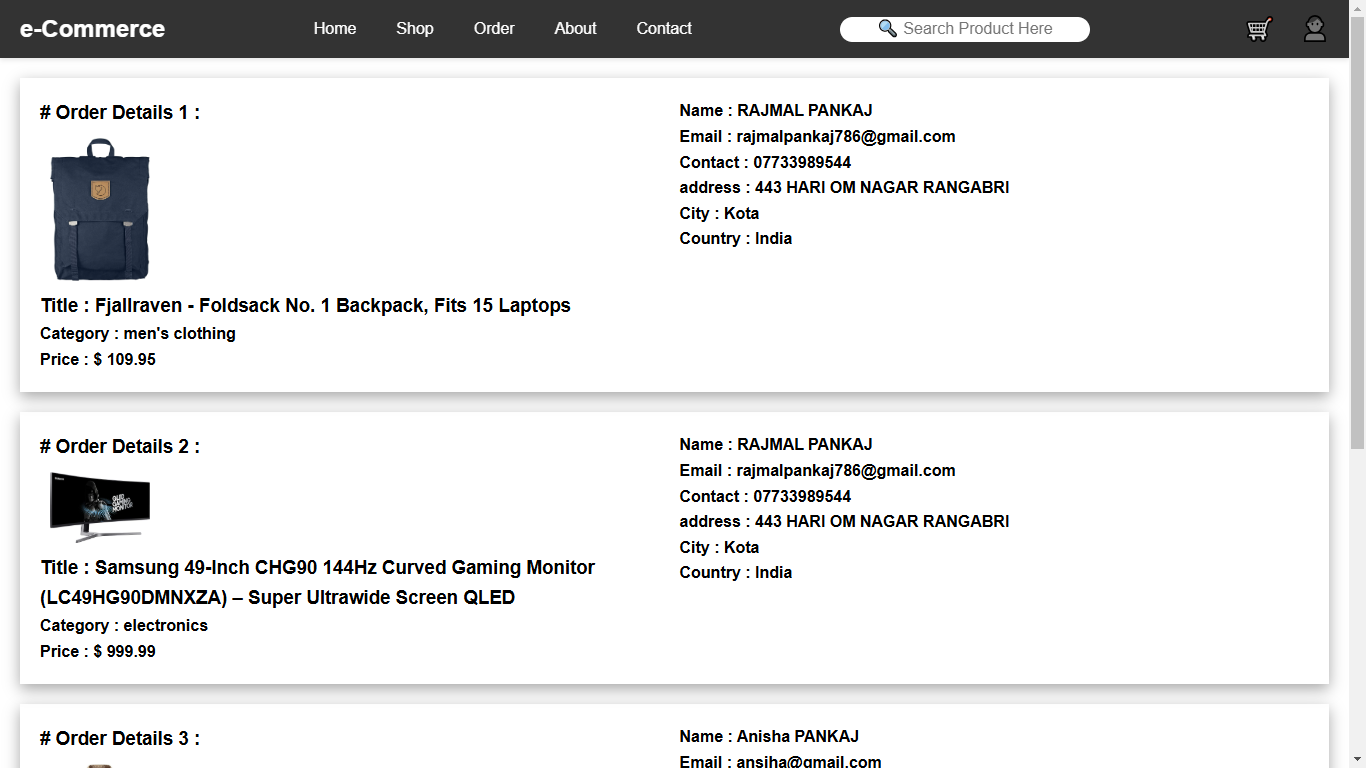 e-Commerce
Home
Shop
Order
About
Contact
Search Product Here
# Order Details 1 :
Title : Fjallraven - Foldsack No. 1 Backpack, Fits 15 Laptops
Category : men's clothing
Price : $ 109.95
Name : RAJMAL PANKAJ
Email : rajmalpankaj786@gmail.com
Contact : 07733989544
address : 443 HARI OM NAGAR RANGABRI
City : Kota
Country : India
# Order Details 2 :
QLED
GAMING
MONITOR
Title : Samsung 49-Inch CHG90 144Hz Curved Gaming Monitor
(LC49HG90DMNXZA) – Super Ultrawide Screen QLED
Category : electronics
Price : $ 999.99
Name : RAJMAL PANKAJ
Email : rajmalpankaj786@gmail.com
Contact : 07733989544
address : 443 HARI OM NAGAR RANGABRI
City : Kota
Country : India
# Order Details 3 :
Name : Anisha PANKAJ
Email : ansiha@gmail.com